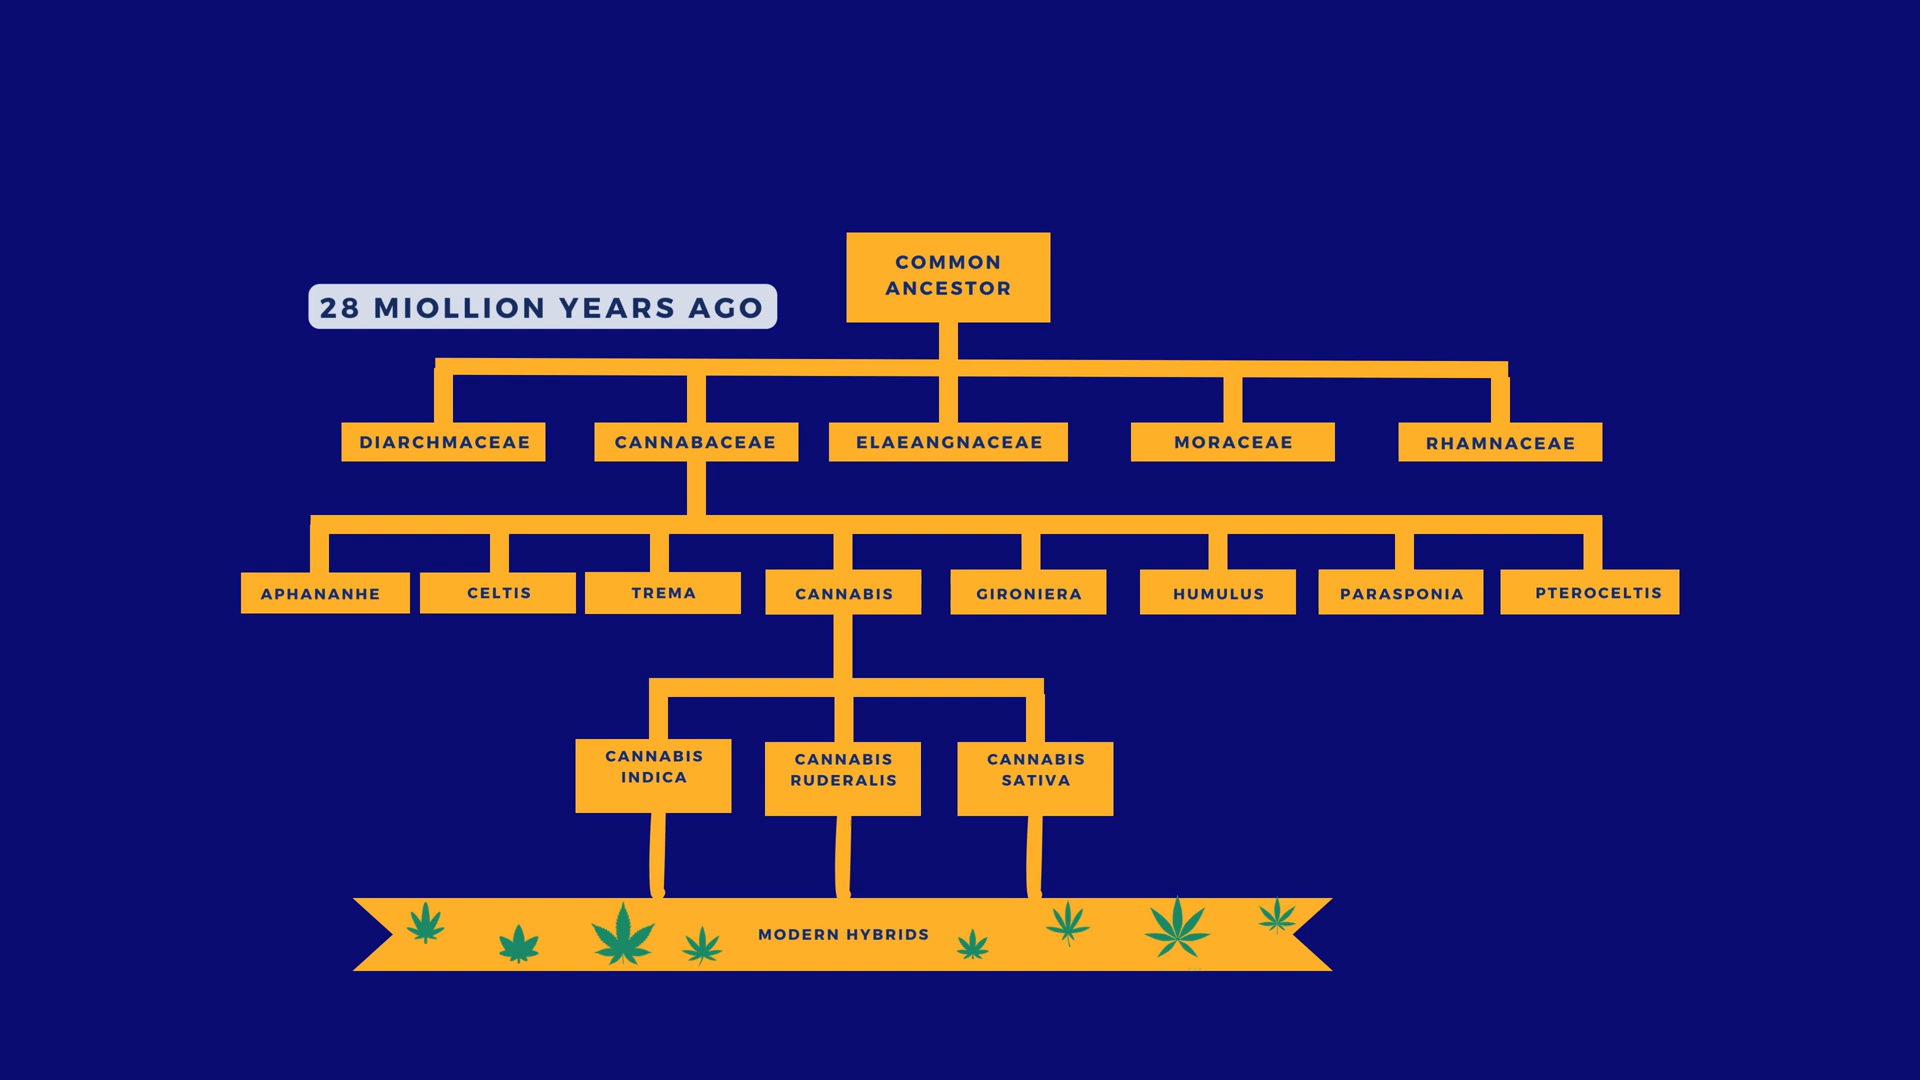 COMMON
ANCESTOR
28 MIOLLION YEARS AGO
DIARCHMACEAE
CANNABACEAE
ELAEANGNACEAE
MORACEAE
RHAMNACEAE
APHANANHE
CELTIS
TREMA
CANNABIS
GIRONIERA
HUMULUS
PARASPONIA
PTEROCELTIS
CANNABIS
INDICA
CANNABIS
RUDERALIS
CANNABIS
SATIVA
MODERN HYBRIDS